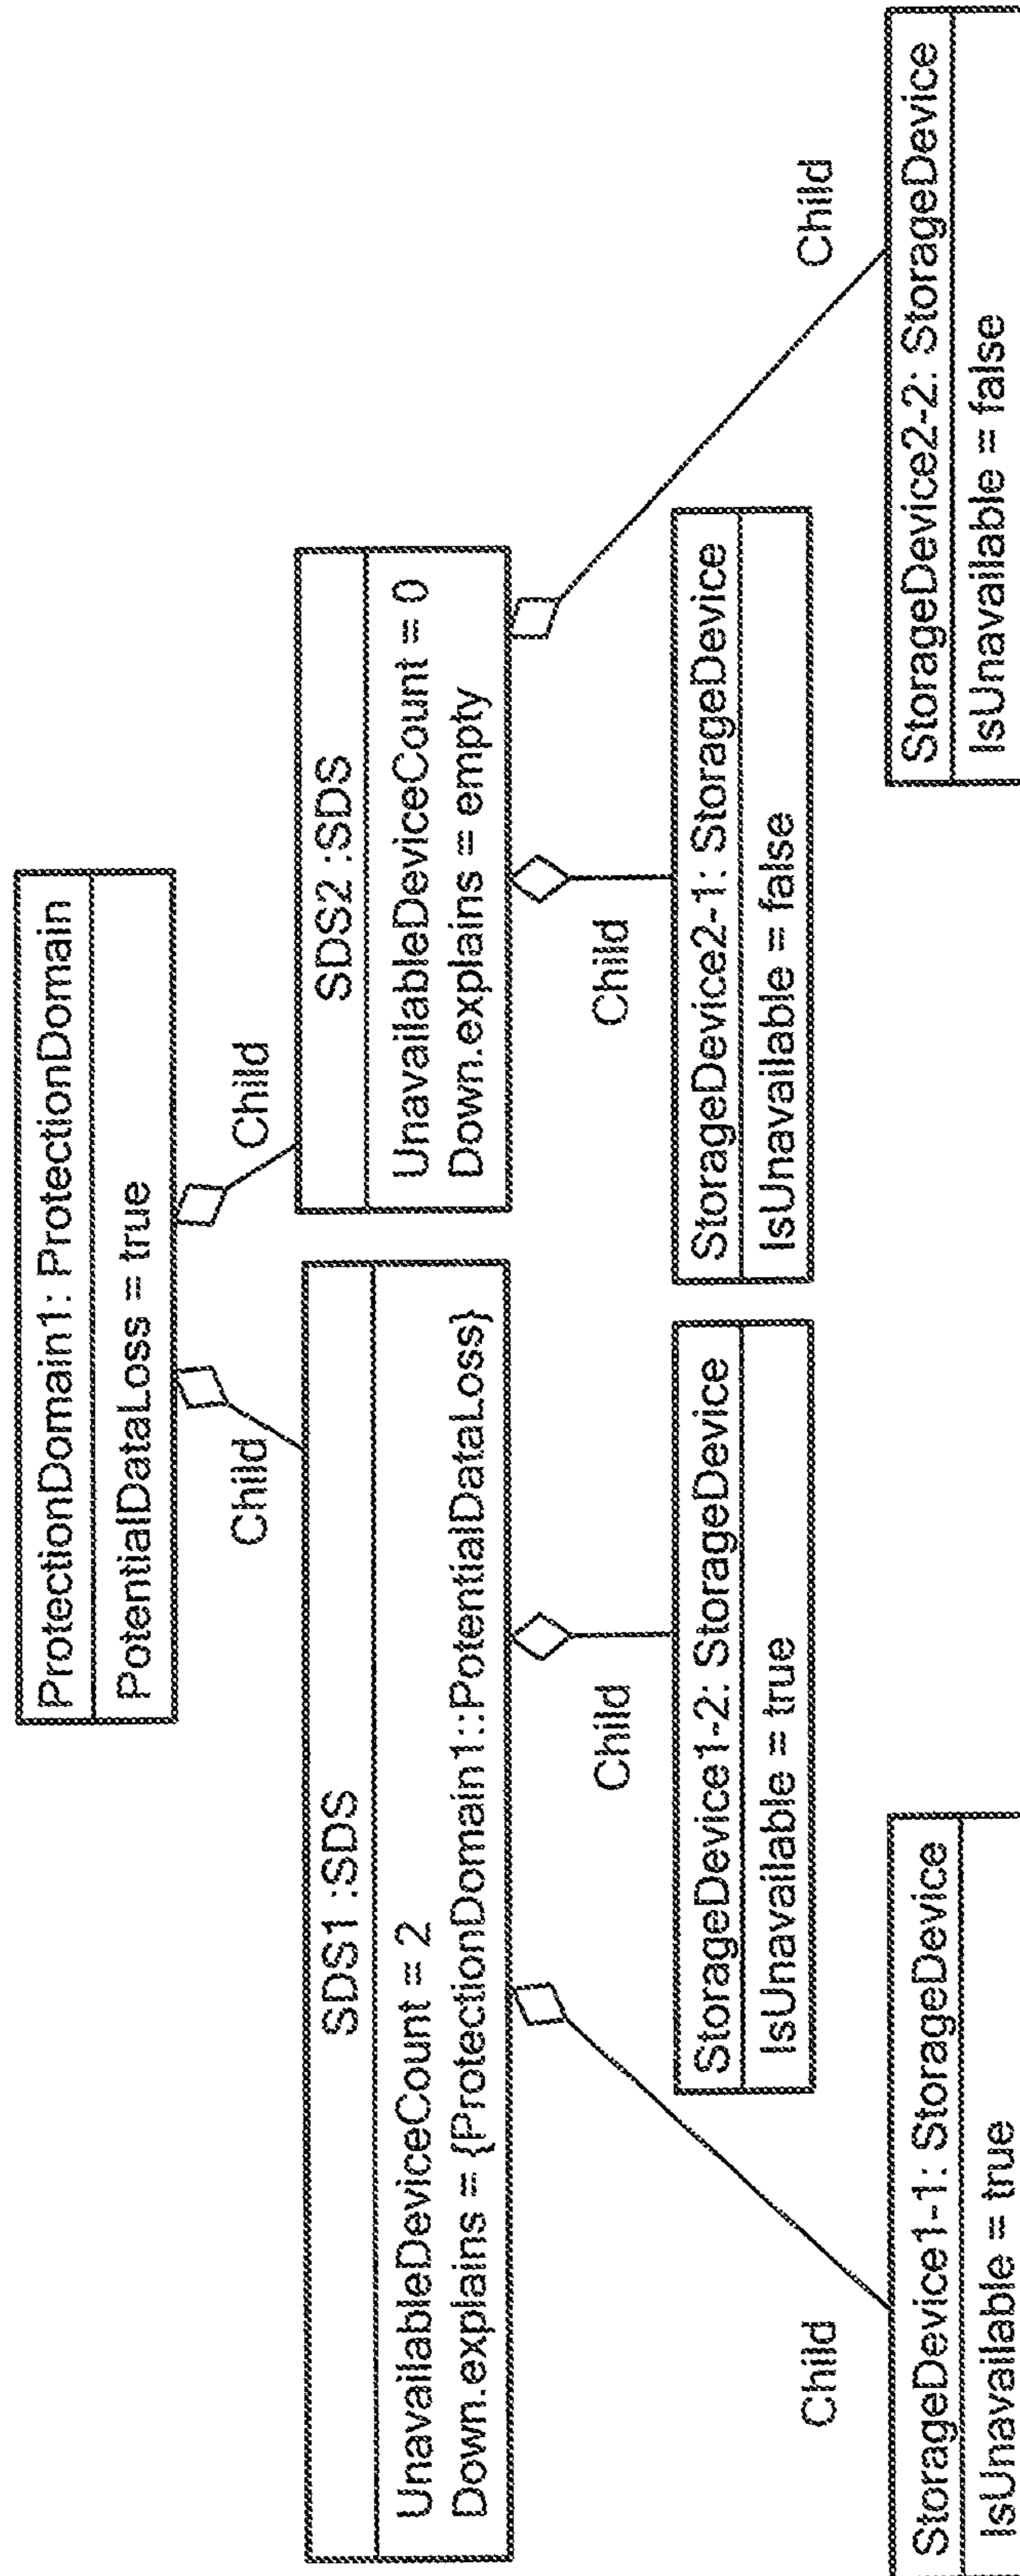 ProtectionDomain1: ProtectionDomain
PotentialDataLoss = true
Child
Child
SDS1 :SDS
UnavailableDeviceCount = 2
Down.explains = {ProtectionDomain1::PotentialDataLoss}
SDS2 :SDS
UnavailableDeviceCount = 0
Down.explains = empty
Child
Child
Child
Child
StorageDevice1-2: StorageDevice
IsUnavailable = true
StorageDevice2-1: StorageDevice
IsUnavailable = false
StorageDevice1-1: StorageDevice
IsUnavailable = true
StorageDevice2-2: StorageDevice
IsUnavailable = false